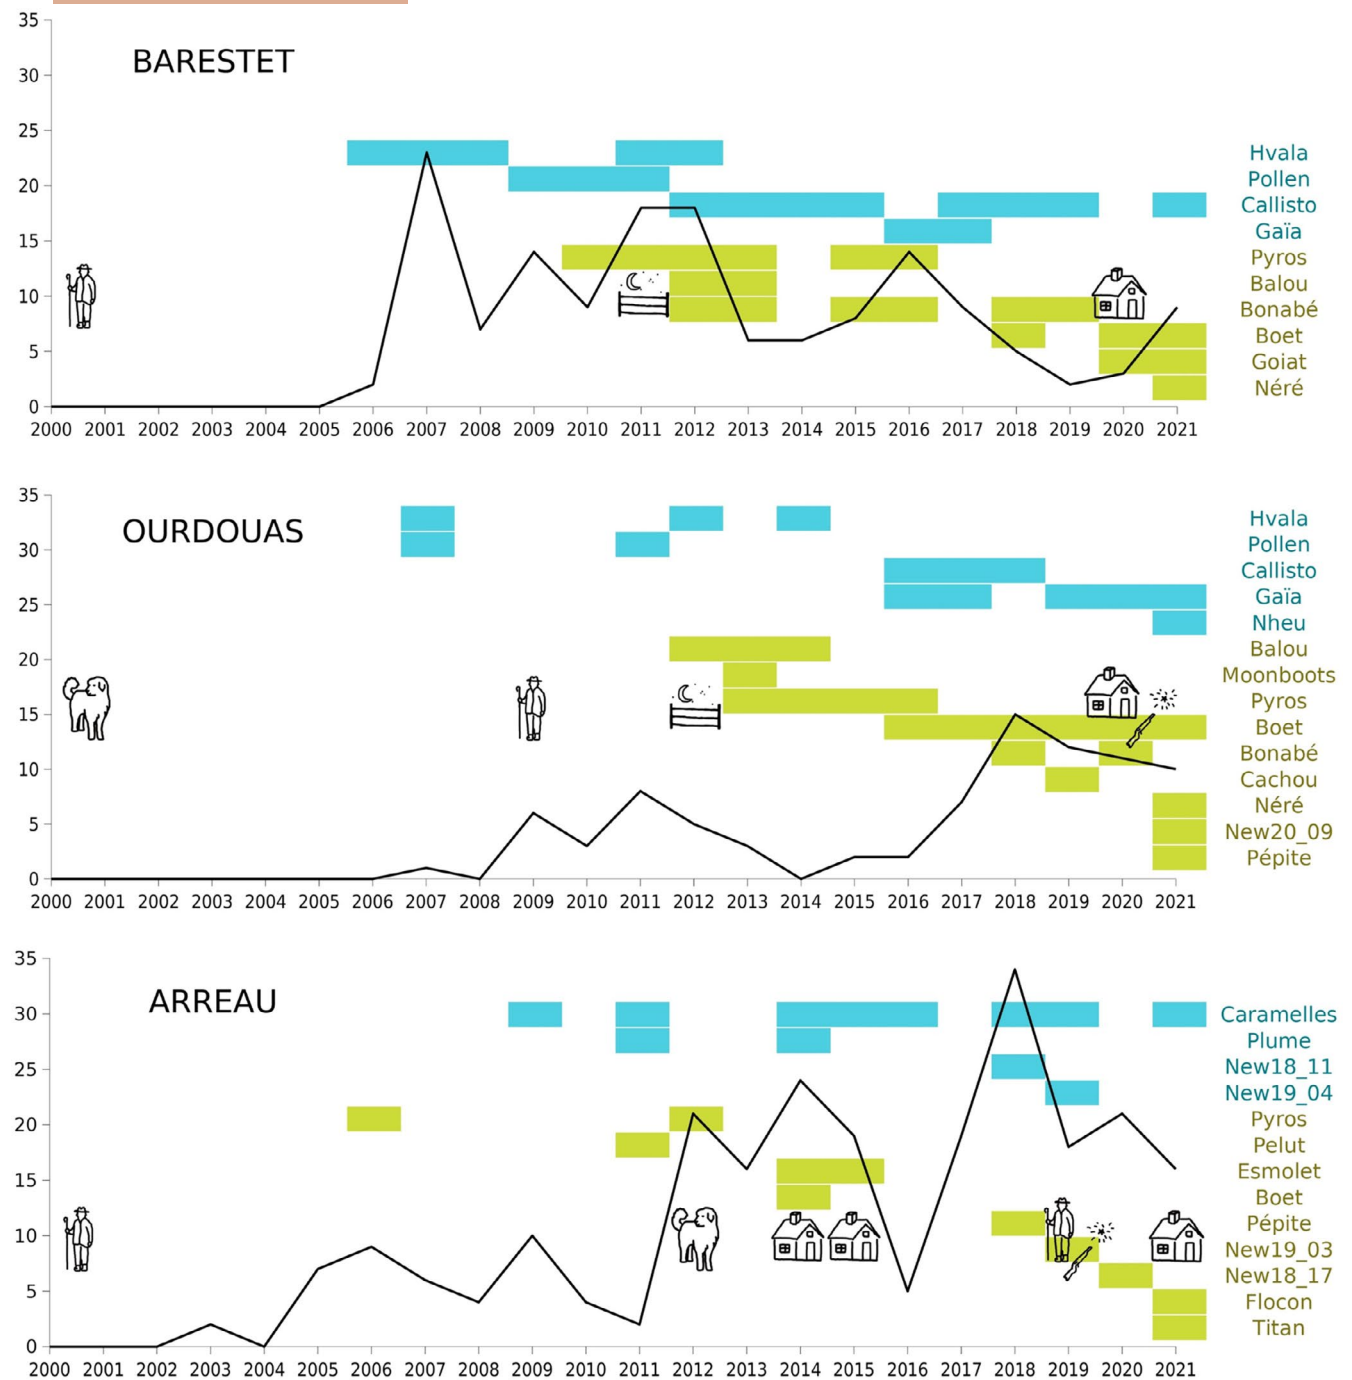 35
BARESTET
30
25
Hvala
Pollen
20
Callisto
Gaïa
15
Pyros
Balou
10
Bonabé
Boet
5
Goiat
Néré
0
2000 2001 2002 2003 2004 2005 2006 2007 2008 2009 2010 2011 2012 2013 2014 2015 2016 2017 2018 2019 2020 2021
35
OURDOUAS
Hvala
30
Pollen
Callisto
25
Gaïa
Nheu
20
Balou
Moonboots
Pyros
15
Boet
Bonabé
10
Cachou
Néré
5
New20_09
Pépite
0
2000 2001 2002 2003 2004 2005 2006 2007 2008 2009 2010 2011 2012 2013 2014 2015 2016 2017 2018 2019 2020 2021
35
ARREAU
30
Caramelles
Plume
25
New18_11
New19_04
20
Pyros
Pelut
15
Esmolet
Boet
10
Pépite
New19_03
5
New18_17
Flocon
Titan
0
2000 2001 2002 2003 2004 2005 2006 2007 2008 2009 2010 2011 2012 2013 2014 2015 2016 2017 2018 2019 2020 2021